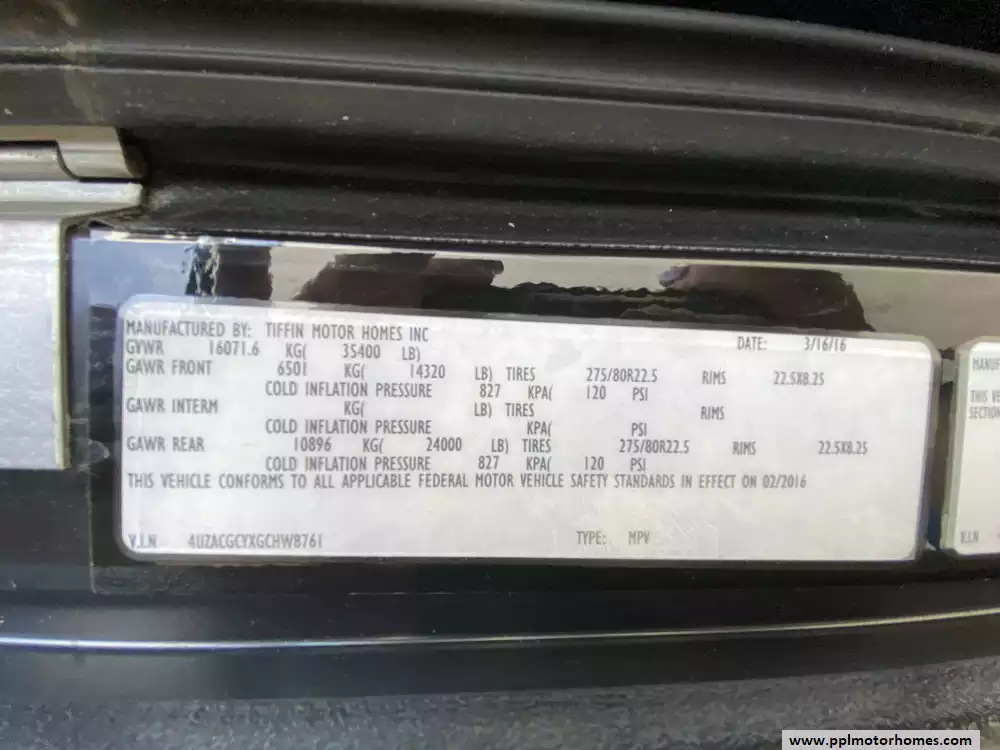 MANUFACTURED BY: TIFFIN MOTOR HOMES INC DATE: 3/16/16
GVWR 16071.6 KG( 35400 LB)
GAWR FRONT 6501 KG( 14320 LB) TIRES 275/80R22.5 RIMS 22.5X8.25
COLD INFLATION PRESSURE 827 KPA( 120 PSI
GAWR INTERM KG( LB) TIRES RIMS
COLD INFLATION PRESSURE KPA( PSI
GAWR REAR 10896 KG( 24000 LB) TIRES 275/80R22.5 RIMS 22.5X8.25
COLD INFLATION PRESSURE 827 KPA( 120 PSI
THIS VEHICLE CONFORMS TO ALL APPLICABLE FEDERAL MOTOR VEHICLE SAFETY STANDARDS IN EFFECT ON 02/2016
V.I.N 4UZACGCYXGCHW8761 TYPE: MPV
MANUF
THIS VE
SECTION
V.I.N
www.pplmotorhomes.com